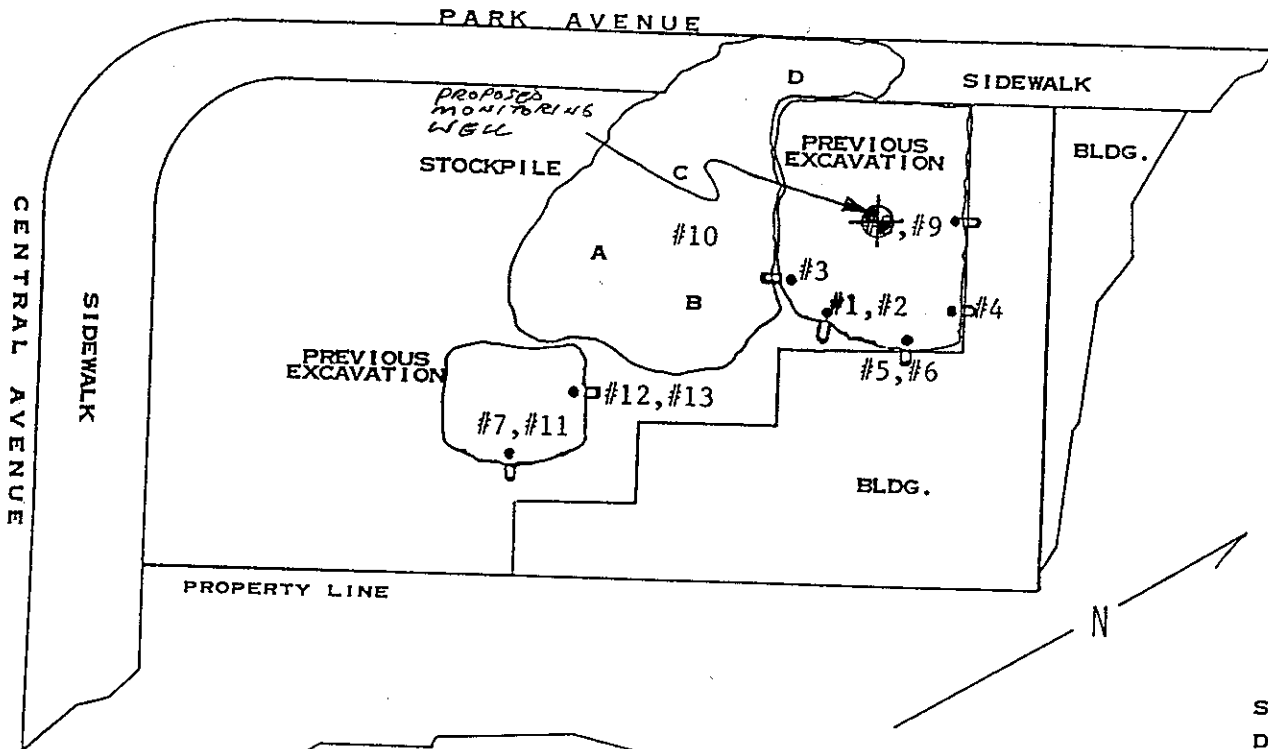 PARK AVENUE
D
SIDEWALK
PROPOSED
MONITORING
WELL
STOCKPILE
C
PREVIOUS
EXCAVATION
BLDG.
CENTRAL AVENUE
SIDEWALK
A
#10
, #9
B
#3
#1, #2
#4
PREVIOUS
EXCAVATION
#5, #6
#12, #13
#7, #11
BLDG.
PROPERTY LINE
N
S
D